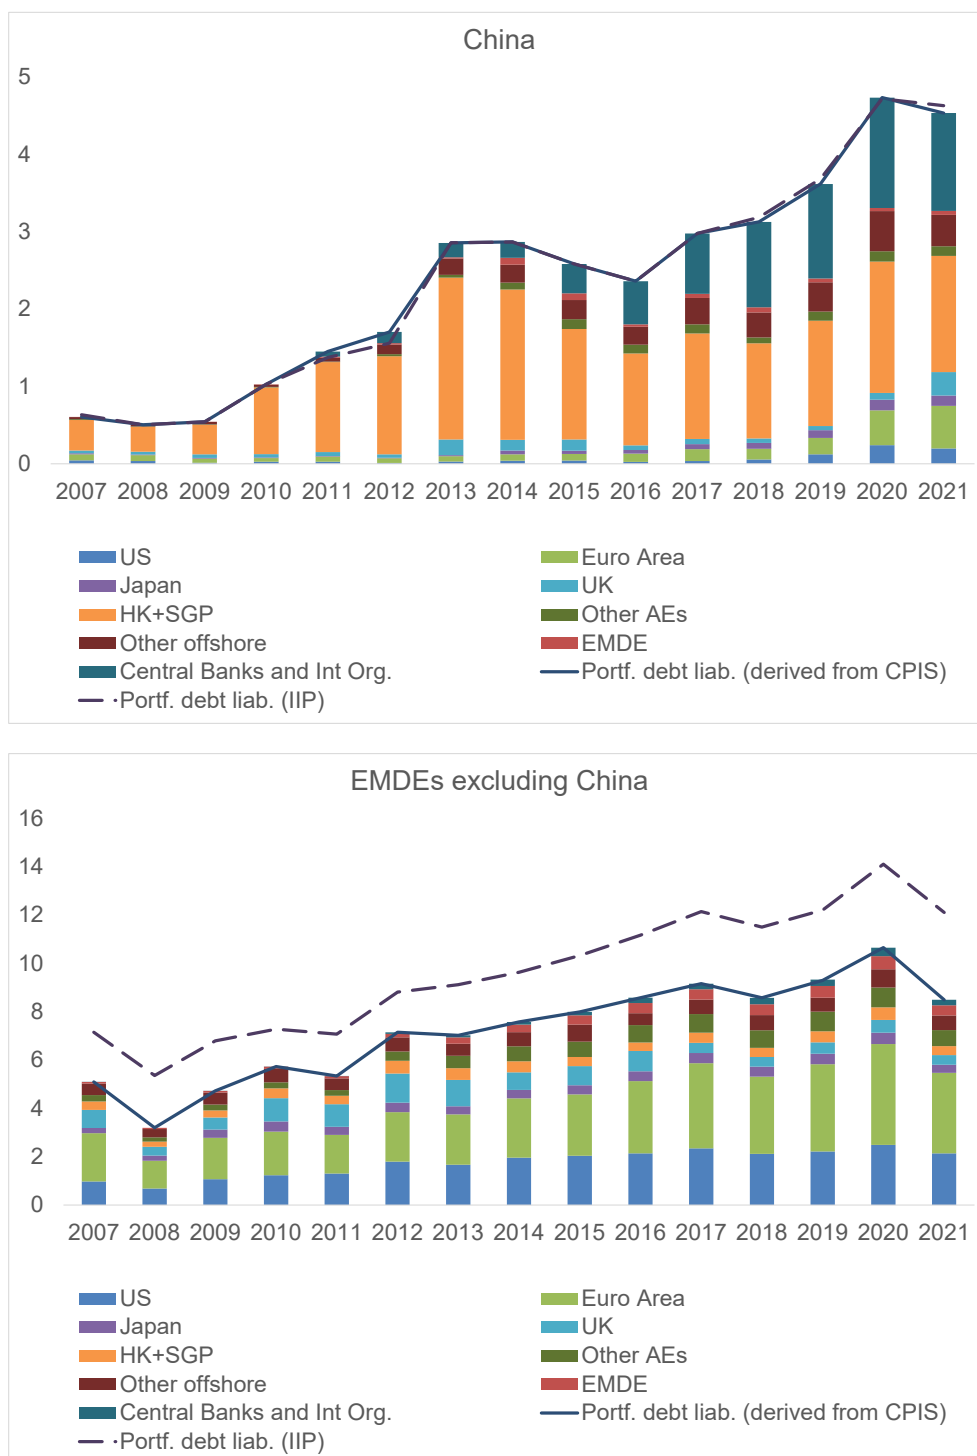 China
5
4
3
2
1
0
2007 2008 2009 2010 2011 2012 2013 2014 2015 2016 2017 2018 2019 2020 2021
US Euro Area
Japan UK
HK+SGP Other AEs
Other offshore EMDE
Central Banks and Int Org. Portf. debt liab. (derived from CPIS)
Portf. debt liab. (IIP)
EMDEs excluding China
16
14
12
10
8
6
4
2
0
2007 2008 2009 2010 2011 2012 2013 2014 2015 2016 2017 2018 2019 2020 2021
US Euro Area
Japan UK
HK+SGP Other AEs
Other offshore EMDE
Central Banks and Int Org. Portf. debt liab. (derived from CPIS)
Portf. debt liab. (IIP)